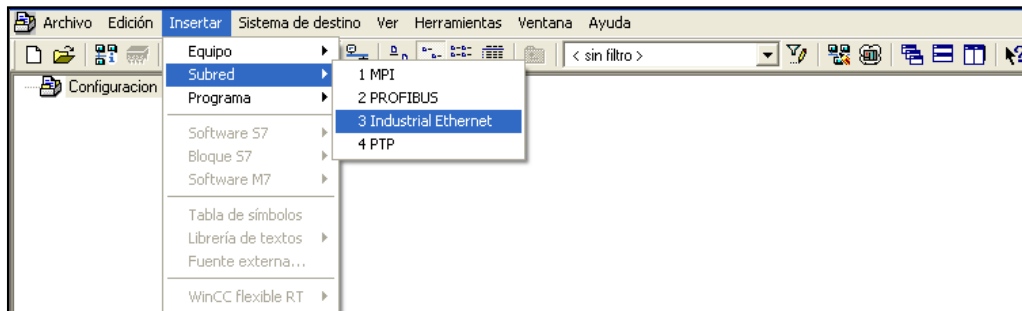 Archivo Edición Insertar Sistema de destino Ver Herramientas Ventana Ayuda
< sin filtro >
Configuracion
Equipo
Subred
Programa
Software S7
Bloque S7
Software M7
Tabla de símbolos
Librería de textos
Fuente externa...
WinCC flexible RT
1 MPI
2 PROFIBUS
3 Industrial Ethernet
4 PTP